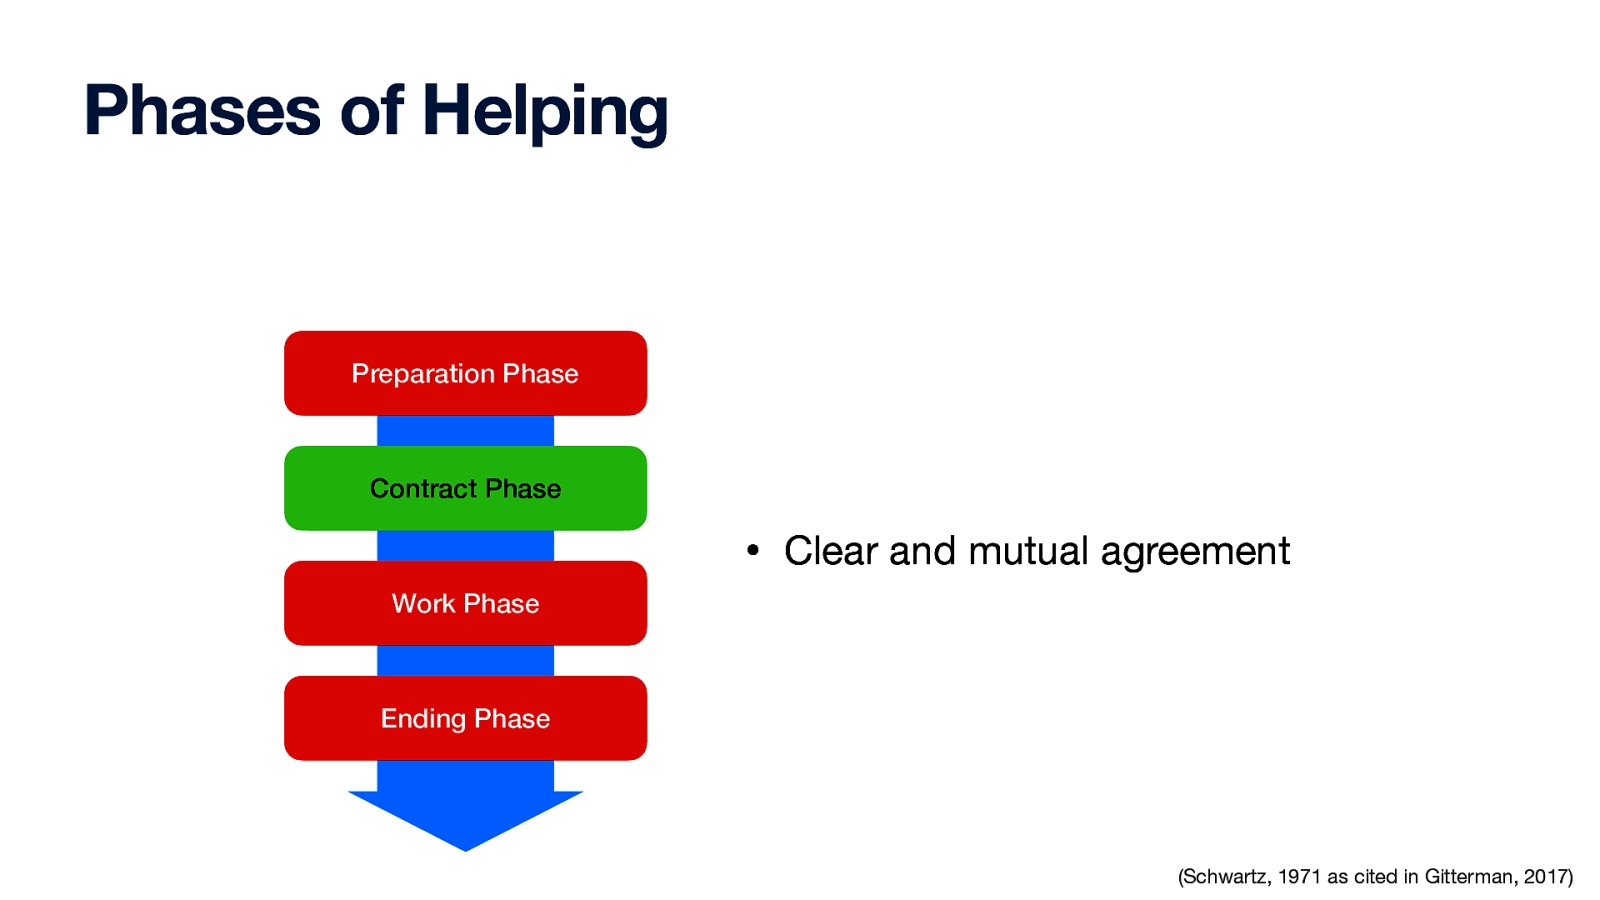 Phases of Helping
Preparation Phase
Contract Phase
Work Phase
Ending Phase
• Clear and mutual agreement
(Schwartz, 1971 as cited in Gitterman, 2017)